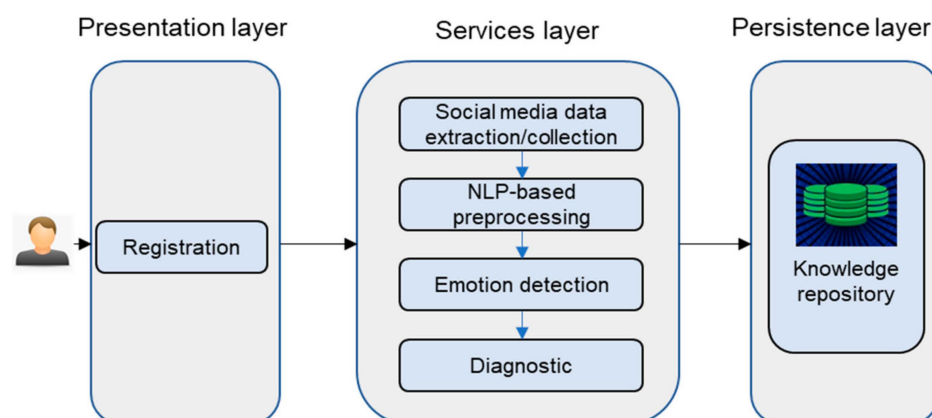 Presentation layer
Services layer
Persistence layer
Registration
Social media data
extraction/collection
NLP-based
preprocessing
Emotion detection
Diagnostic
Knowledge
repository